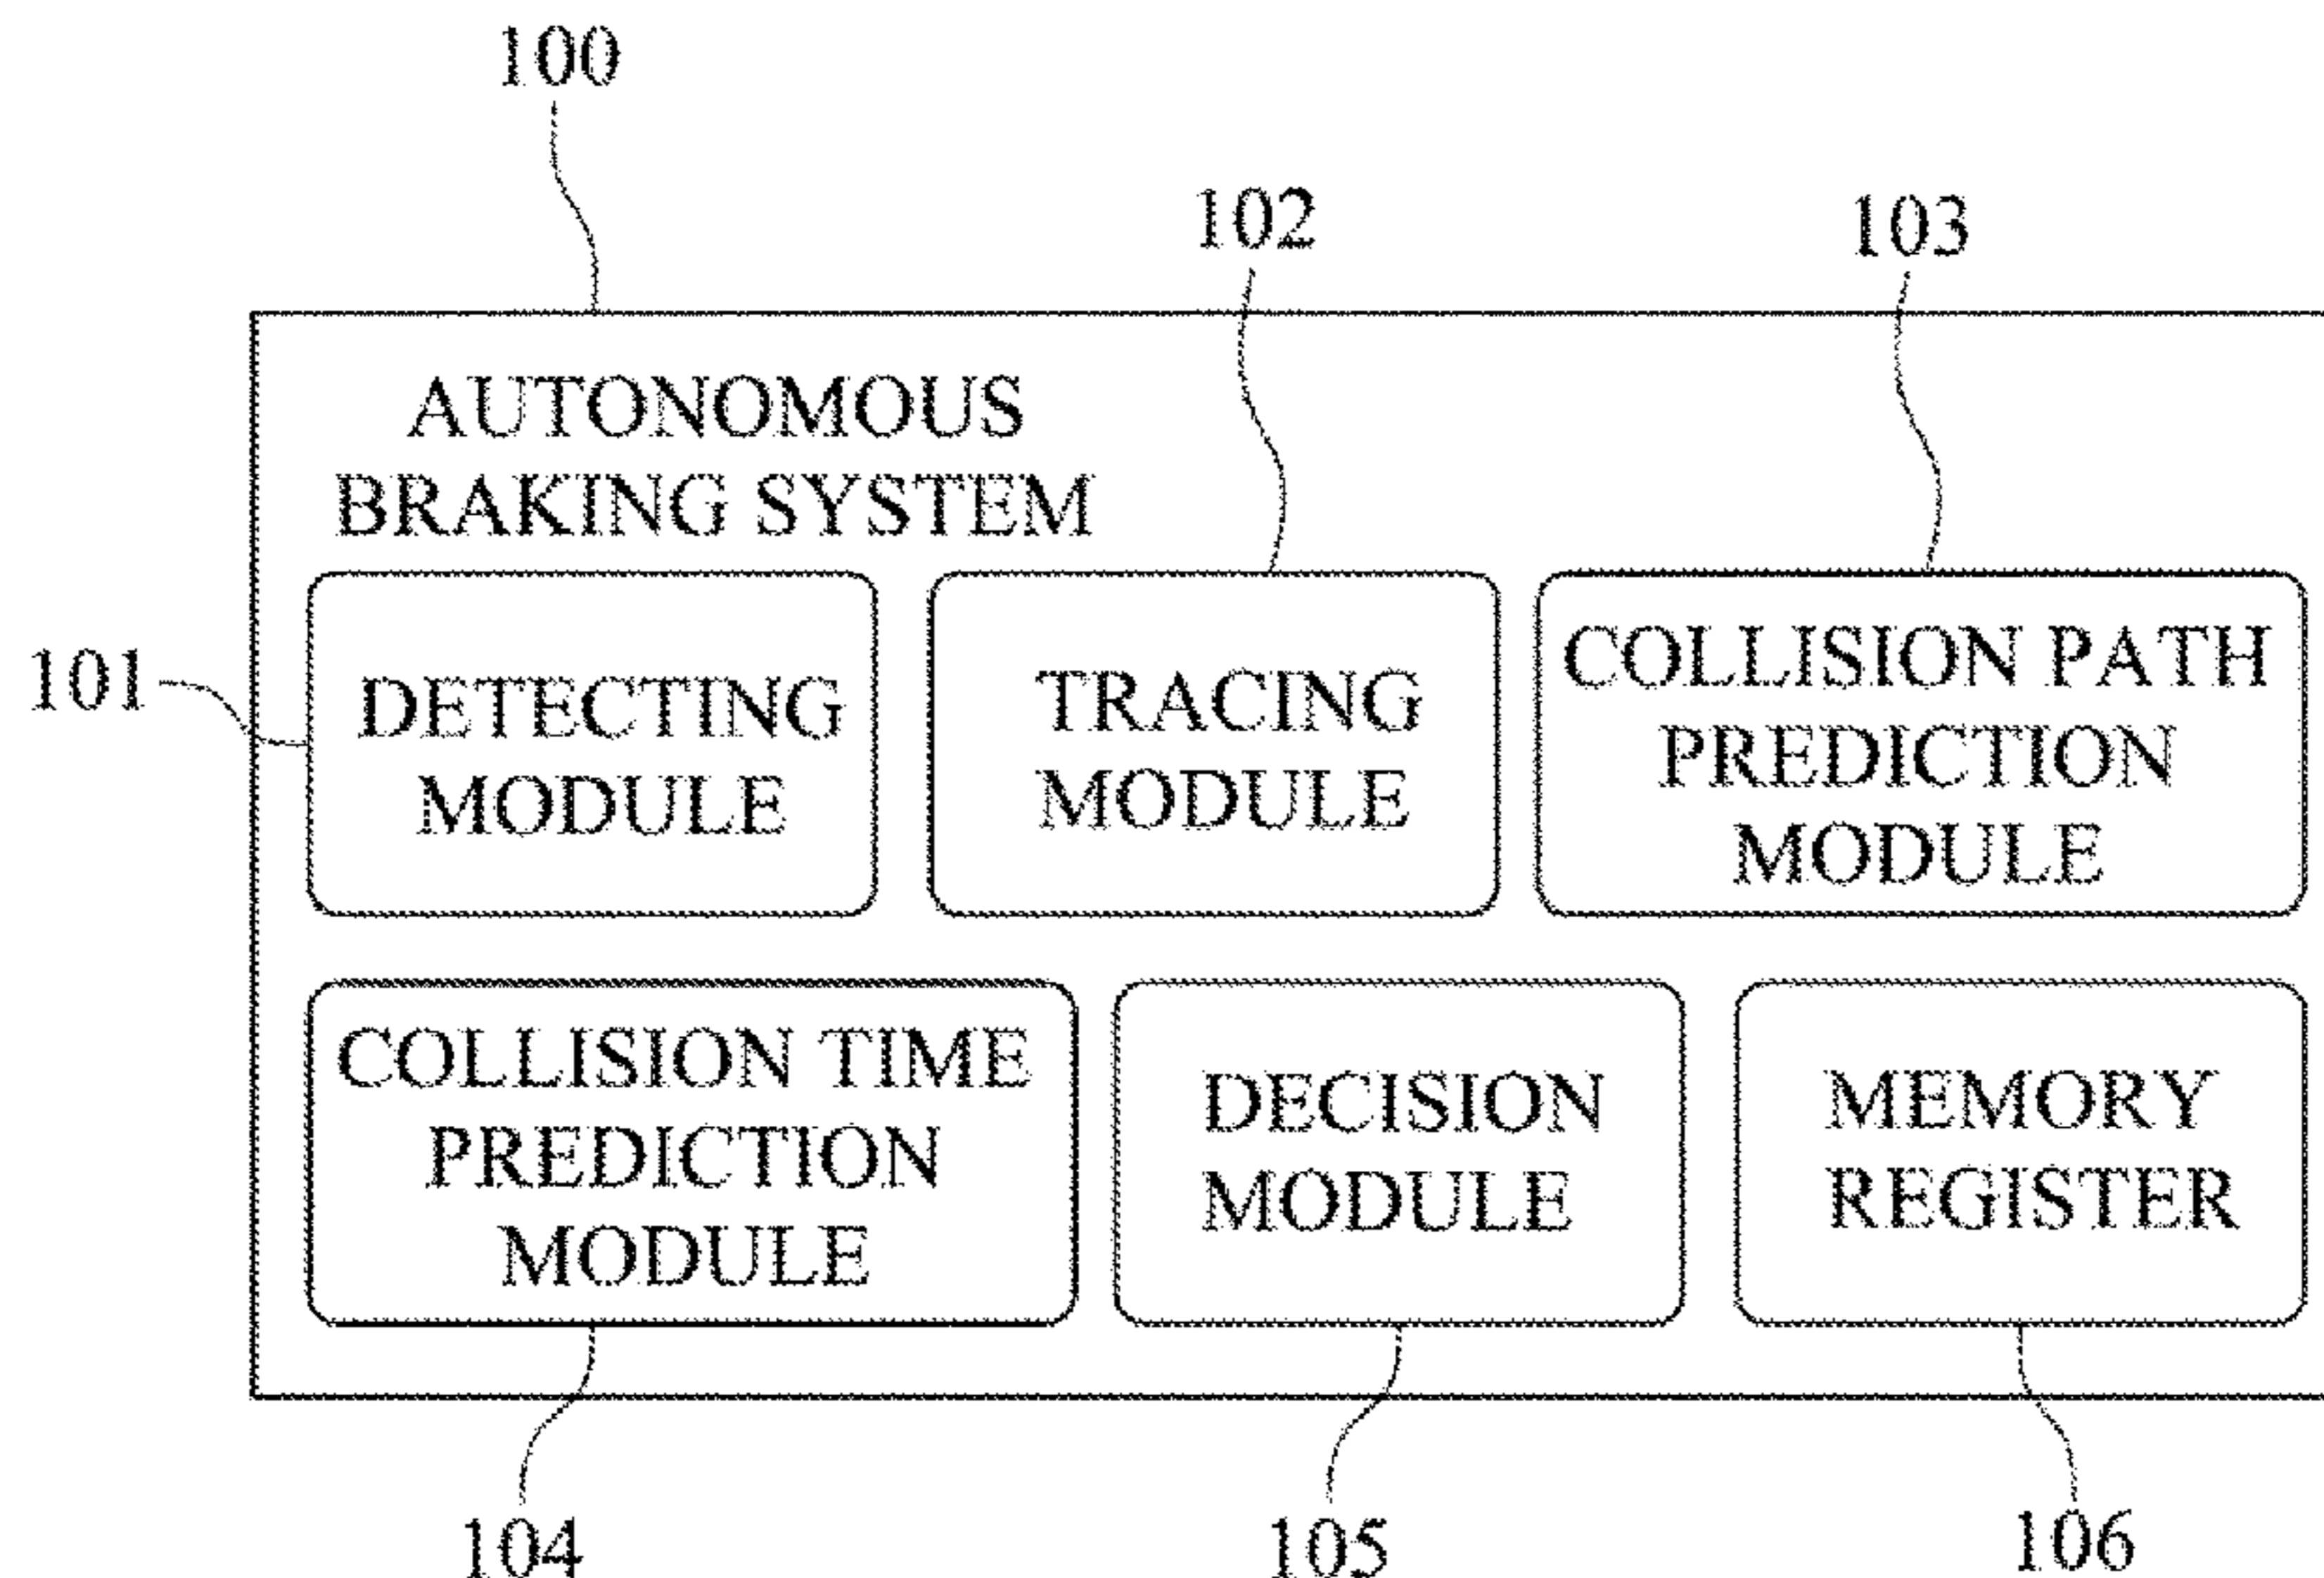 100
102
103
AUTONOMOUS
BRAKING SYSTEM
101
DETECTING
MODULE
TRACING
MODULE
COLLISION PATH
PREDICTION
MODULE
COLLISION TIME
PREDICTION
MODULE
DECISION
MODULE
MEMORY
REGISTER
104
105
106